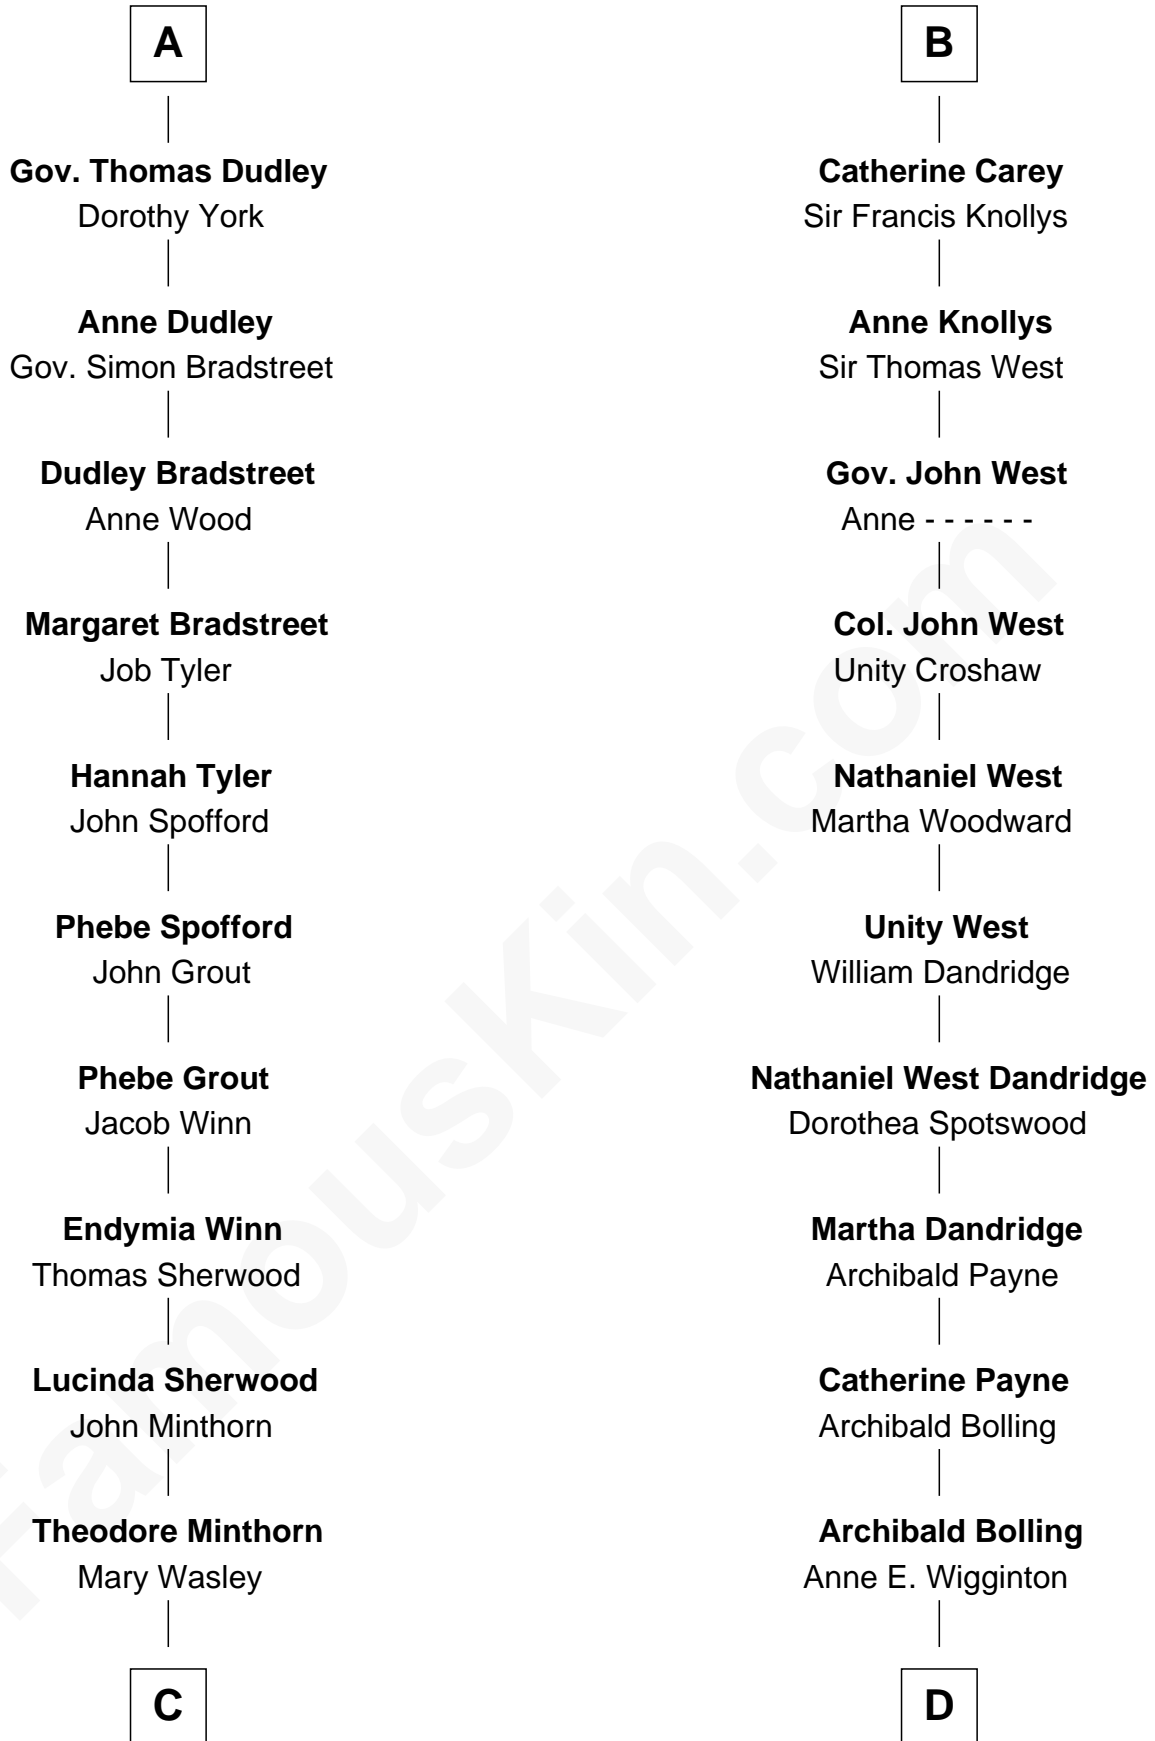 A
Gov. Thomas Dudley
Dorothy York
Anne Dudley
Gov. Simon Bradstreet
Dudley Bradstreet
Anne Wood
Margaret Bradstreet
Job Tyler
Hannah Tyler
John Spofford
Phebe Spofford
John Grout
Phebe Grout
Jacob Winn
Endymia Winn
Thomas Sherwood
Lucinda Sherwood
John Minthorn
Theodore Minthorn
Mary Wasley
C
B
Catherine Carey
Sir Francis Knollys
Anne Knollys
Sir Thomas West
Gov. John West
Anne - - - - - -
Col. John West
Unity Croshaw
Nathaniel West
Martha Woodward
Unity West
William Dandridge
Nathaniel West Dandridge
Dorothea Spotswood
Martha Dandridge
Archibald Payne
Catherine Payne
Archibald Bolling
Archibald Bolling
Anne E. Wigginton
D
FamousKin.com